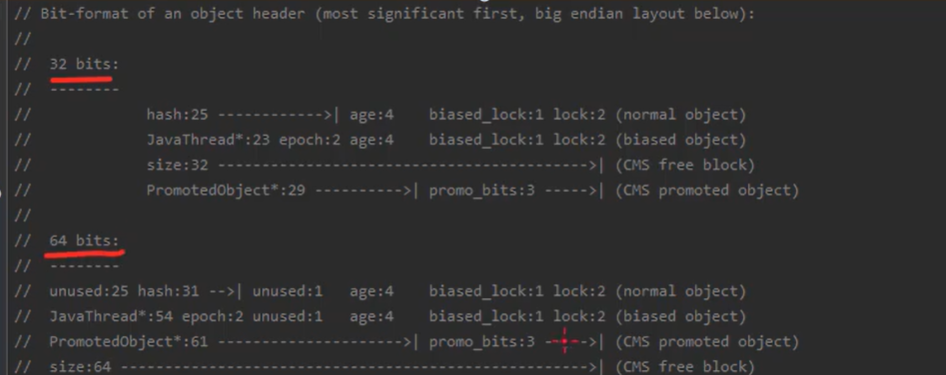 // Bit-format of an object header (most significant first, big endian layout below):
//
// 32 bits:
// --------
// hash:25 ------------>| age:4 biased_lock:1 lock:2 (normal object)
// JavaThread*:23 epoch:2 age:4 biased_lock:1 lock:2 (biased object)
// size:32 ------------------------------------------>| (CMS free block)
// PromotedObject*:29 ---------->| promo_bits:3 ----->| (CMS promoted object)
//
// 64 bits:
// --------
// unused:25 hash:31 -->| unused:1 age:4 biased_lock:1 lock:2 (normal object)
// JavaThread*:54 epoch:2 unused:1 age:4 biased_lock:1 lock:2 (biased object)
// PromotedObject*:61 --------------------->| promo_bits:3 ----->| (CMS promoted object)
// size:64 ----------------------------------------------------->| (CMS free block)